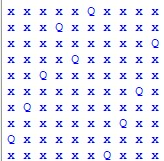 x x x x x Q x x x x
x x x Q x x x x x x
x x x x x x x x x Q
x x x x Q x x x x x
x x Q x x x x x x x
x x x x x x x x Q x
x Q x x x x x x x x
x x x x x x x Q x x
Q x x x x x x x x x
x x x x x x Q x x x